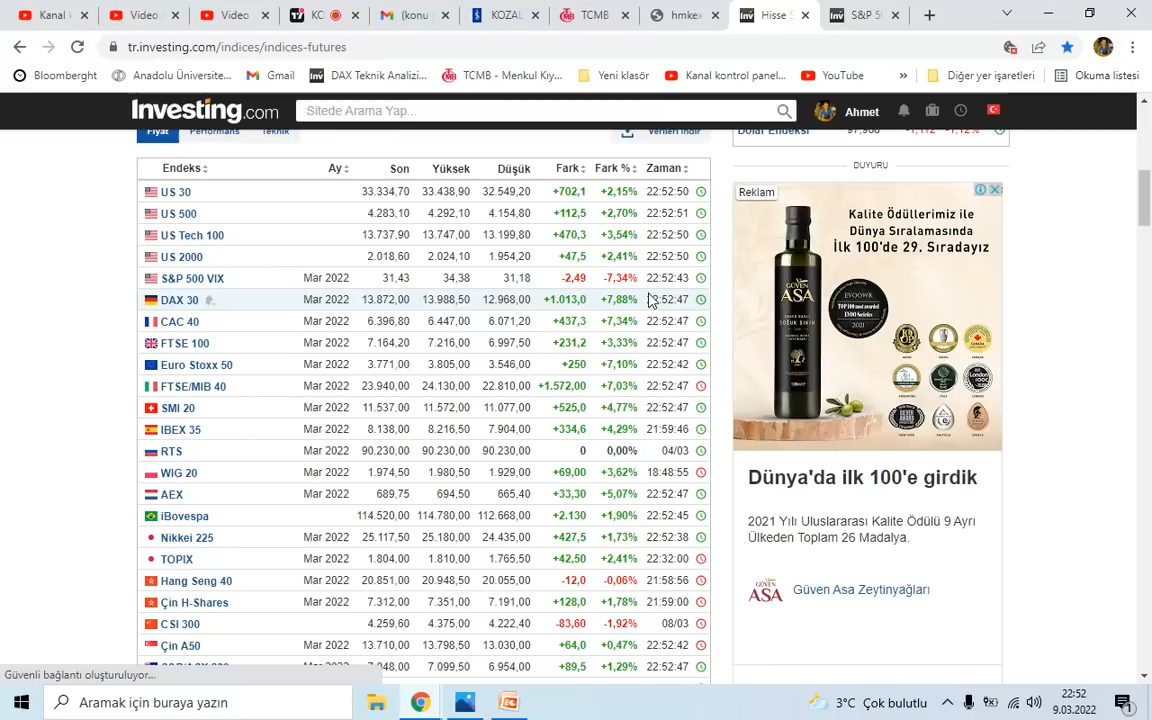 Kanal k
Video
Video
KC
(konu
KOZAL
TCMB
hmkex
Hisse S
S&P 50
tr.investing.com/indices/indices-futures
Bloomberght
Anadolu Üniversite...
Gmail
DAX Teknik Analizi...
TCMB - Menkul Kıy...
Yeni klasör
Kanal kontrol panel...
YouTube
»
Diğer yer işaretleri
Okuma listesi
Investing.com
Sitede Arama Yap...
Ahmet
Fiyat Performans Teknik
Verileri İndir
Dolar Endeksi 97,968 -1,112 -1,12%
Endeks Ay Son Yüksek Düşük Fark Fark % Zaman
US 30 33.334,70 33.438,90 32.549,20 +702,1 +2,15% 22:52:50
US 500 4.283,10 4.292,10 4.154,80 +112,5 +2,70% 22:52:51
US Tech 100 13.737,90 13.747,00 13.199,80 +470,3 +3,54% 22:52:50
US 2000 2.018,60 2.024,10 1.954,20 +47,5 +2,41% 22:52:50
S&P 500 VIX Mar 2022 31,43 34,38 31,18 -2,49 -7,34% 22:52:43
DAX 30 Mar 2022 13.872,00 13.988,50 12.968,00 +1.013,0 +7,88% :52:47
CAC 40 Mar 2022 6.396,80 6.447,00 6.071,20 +437,3 +7,34% 22:52:47
FTSE 100 Mar 2022 7.164,20 7.216,00 6.997,50 +231,2 +3,33% 22:52:47
Euro Stoxx 50 Mar 2022 3.771,00 3.805,00 3.546,00 +250 +7,10% 22:52:42
FTSE/MIB 40 Mar 2022 23.940,00 24.130,00 22.810,00 +1.572,00 +7,03% 22:52:47
SMI 20 Mar 2022 11.537,00 11.572,00 11.077,00 +525,0 +4,77% 22:52:47
IBEX 35 Mar 2022 8.138,00 8.216,50 7.904,00 +334,6 +4,29% 21:59:46
RTS Mar 2022 90.230,00 90.230,00 90.230,00 0 0,00% 04/03
WIG 20 Mar 2022 1.974,50 1.980,50 1.929,00 +69,00 +3,62% 18:48:55
AEX Mar 2022 689,75 694,50 665,40 +33,30 +5,07% 22:52:47
iBovespa 114.520,00 114.780,00 112.668,00 +2.130 +1,90% 22:52:45
Nikkei 225 Mar 2022 25.117,50 25.180,00 24.435,00 +427,5 +1,73% 22:52:38
TOPIX Mar 2022 1.804,00 1.810,00 1.765,50 +42,50 +2,41% 22:32:00
Hang Seng 40 Mar 2022 20.851,00 20.948,50 20.055,00 -12,0 -0,06% 21:58:56
Çin H-Shares Mar 2022 7.312,00 7.351,00 7.191,00 +128,0 +1,78% 21:59:00
CSI 300 4.259,60 4.375,00 4.222,40 -83,60 -1,92% 08/03
Çin A50 Mar 2022 13.710,00 13.798,50 13.030,00 +64,0 +0,47% 22:52:42
Mar 2022 7.048,00 7.099,50 6.954,00 +89,5 +1,29% 22:52:47
DUYURU
Reklam
Kalite Ödüllerimiz ile
Dünya Sıralamasında
İlk 100'de 29. Sıradayız
GÜVEN
ASA
ZEYTİNYAĞI
SOĞUK SIKIM
EVOOWR
2021
Dünya'da ilk 100'e girdik
2021 Yılı Uluslararası Kalite Ödülü 9 Ayrı
Ülkeden Toplam 26 Madalya.
GÜVEN
ASA
Güven Asa Zeytinyağları
Güvenli bağlantı oluşturuluyor...
Aramak için buraya yazın
3°C Çok bulutlu
22:52
9.03.2022
1